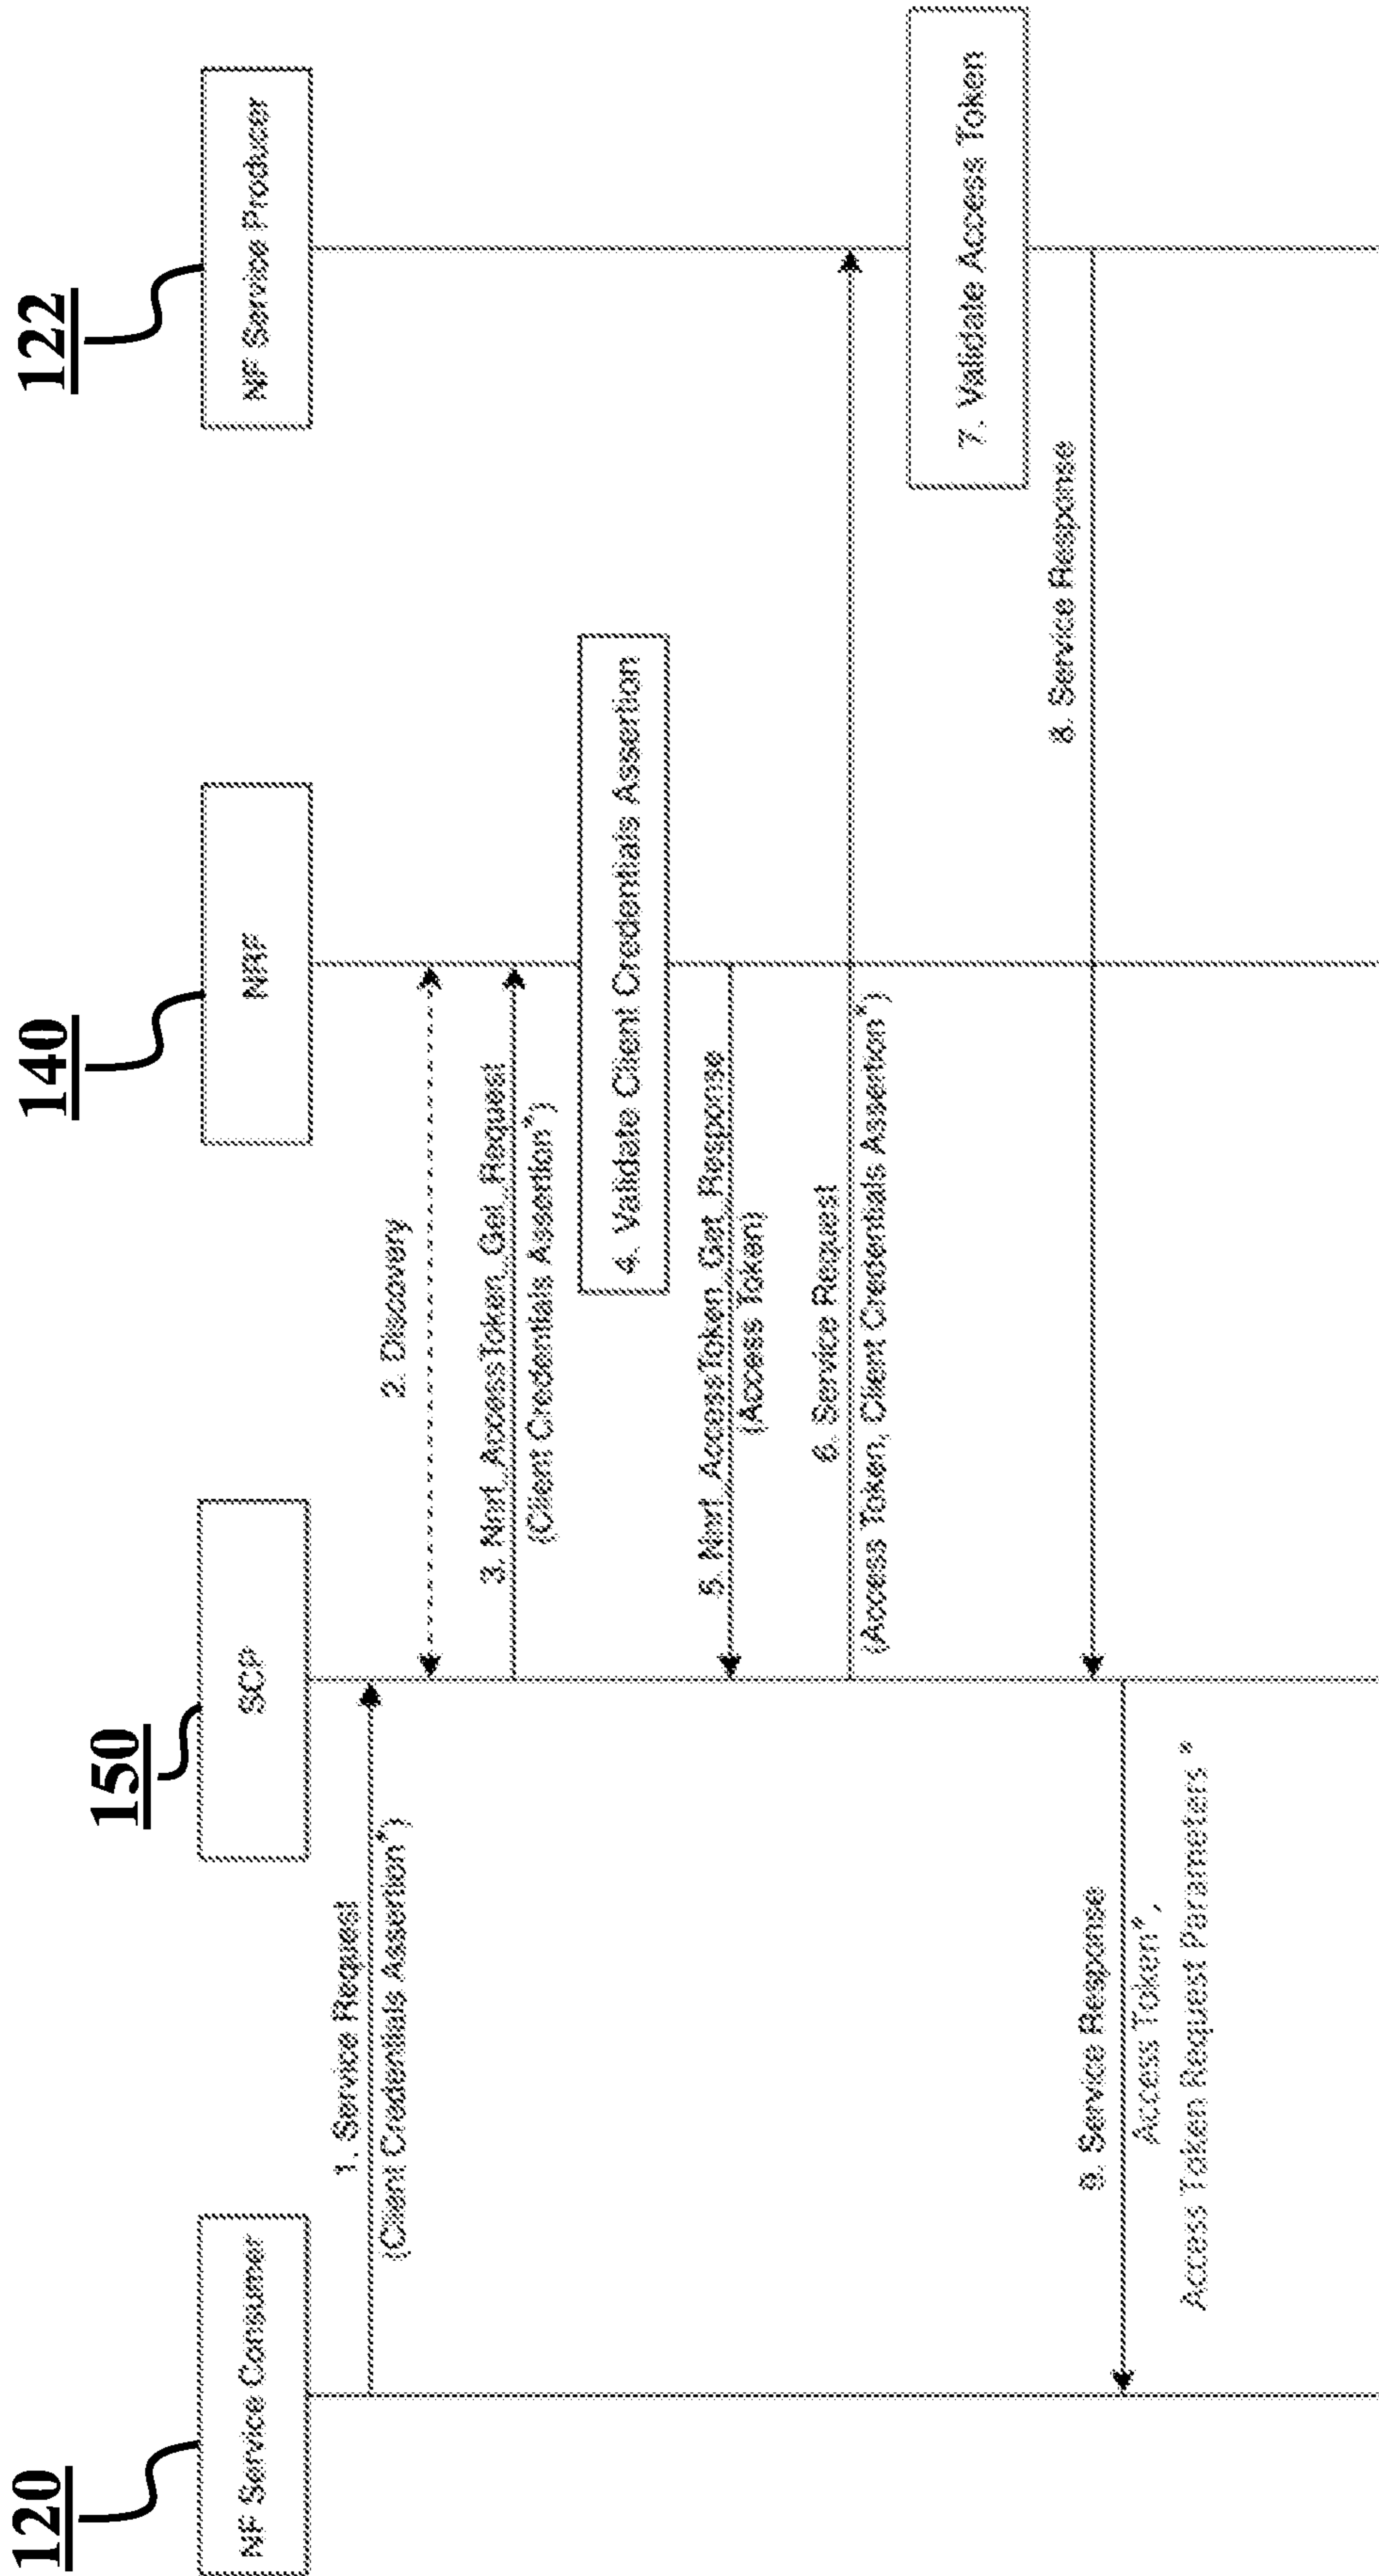 120
150
140
122
NF Service Consumer
SCP
NRF
NF Service Producer
1. Service Request
(Client Credentials Assertion*)
2. Discovery
3. Nnrf_AccessToken_Get_Request
(Client Credentials Assertion*)
4. Validate Client Credentials Assertion
5. Nnrf_AccessToken_Get_Response
(Access Token)
6. Service Request
(Access Token, Client Credentials Assertion*)
7. Validate Access Token
8. Service Response
9. Service Response
Access Token*,
Access Token Request Parameters *